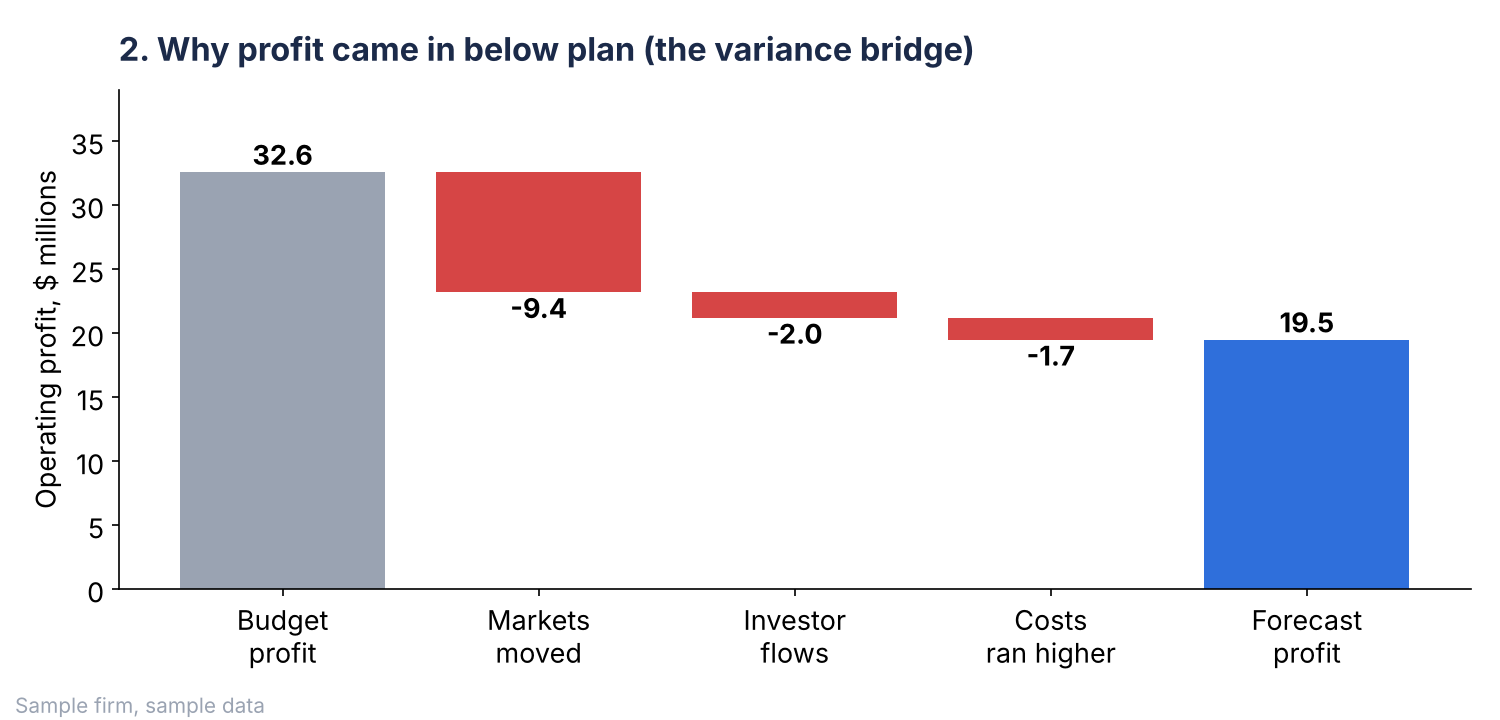 2. Why profit came in below plan (the variance bridge)
Operating profit, $ millions
35
30
25
20
15
10
5
0
32.6
-9.4
-2.0
-1.7
19.5
Budget
profit
Markets
moved
Investor
flows
Costs
ran higher
Forecast
profit
Sample firm, sample data